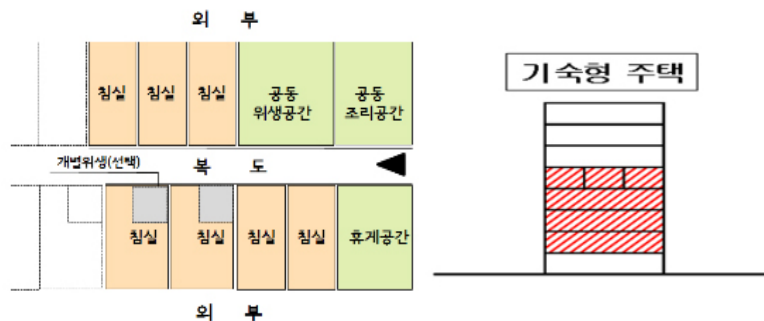 외 부
침실
침실
침실
공동
위생공간
공동
조리공간
개별위생(선택)
복 도
침실
침실
침실
침실
휴게공간
외 부
기숙형 주택